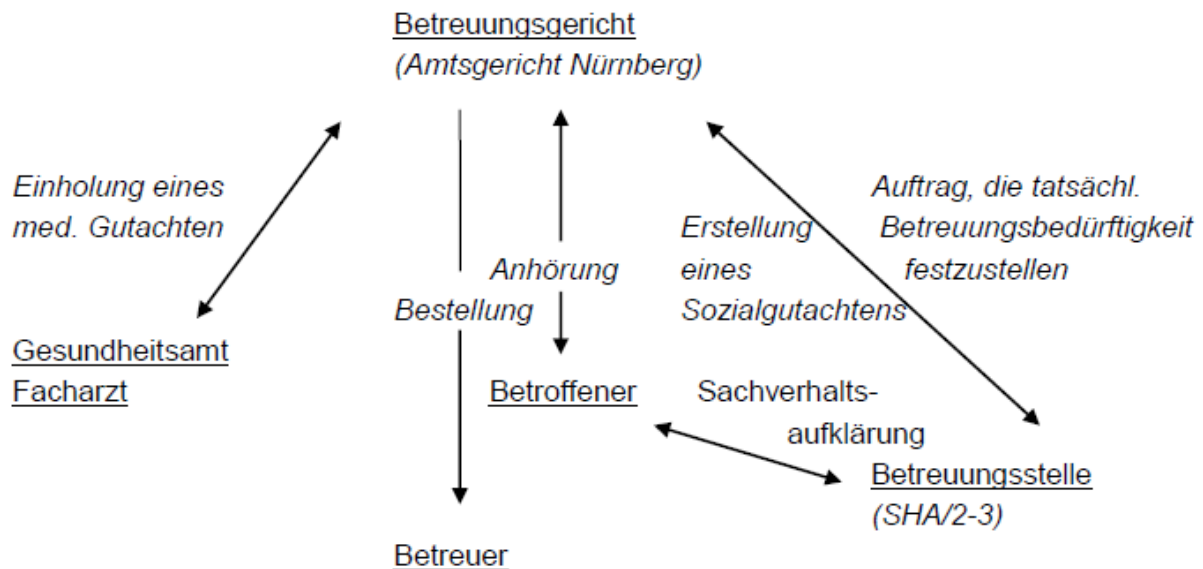 Betreuungsgericht
(Amtsgericht Nürnberg)
Einholung eines
med. Gutachten
Auftrag, die tatsächl.
Betreuungsbedürftigkeit
festzustellen
Erstellung
eines
Sozialgutachtens
Anhörung
Bestellung
Gesundheitsamt
Facharzt
Betroffener
Sachverhalts-
aufklärung
Betreuungsstelle
(SHA/2-3)
Betreuer